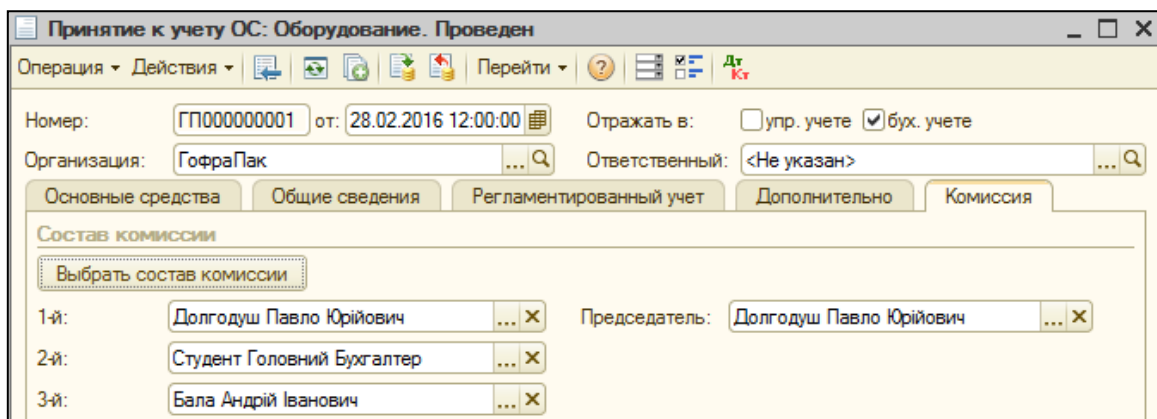 Принятие к учету ОС: Оборудование. Проведен
Операция Действия Перейти ? Дт Кт
Номер: ГП000000001 от: 28.02.2016 12:00:00 Отражать в: упр. учете бух. учете
Организация: ГофраПак ... Ответственный: <Не указан> ...
Основные средства Общие сведения Регламентированный учет Дополнительно Комиссия
Состав комиссии
Выбрать состав комиссии
1-й: Долгодуш Павло Юрійович ... Председатель: Долгодуш Павло Юрійович ...
2-й: Студент Головний Бухгалтер ...
3-й: Бала Андрій Іванович ...